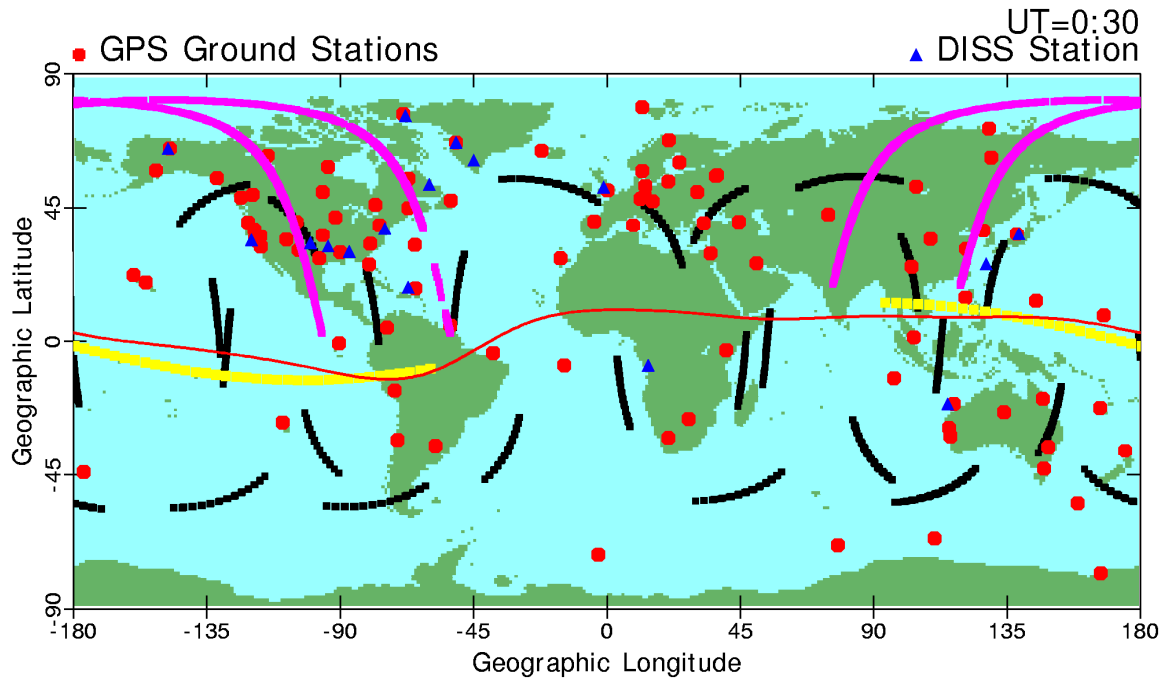 UT=0:30
GPS Ground Stations
DISS Station
90
45
0
-45
-90
Geographic Latitude
-180 -135 -90 -45 0 45 90 135 180
Geographic Longitude